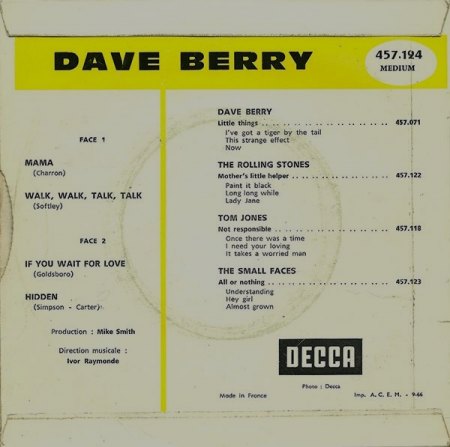 DAVE BERRY
457.124
MEDIUM
FACE 1
MAMA
(Charron)
WALK, WALK, TALK, TALK
(Softley)
FACE 2
IF YOU WAIT FOR LOVE
(Goldsboro)
HIDDEN
(Simpson - Carter)
Production : Mike Smith
Direction musicale :
Ivor Raymonde
DAVE BERRY
Little things .................................. 457.071
I've got a tiger by the tail
This strange effect
Now
THE ROLLING STONES
Mother's little helper ...................... 457.122
Paint it black
Long long while
Lady Jane
TOM JONES
Not responsible .............................. 457.118
Once there was a time
I need your loving
It takes a worried man
THE SMALL FACES
All or nothing ................................ 457.123
Understanding
Hey girl
Almost grown
DECCA
Photo : Decca
Made in France
Imp. A. C. E. M. - 9-66